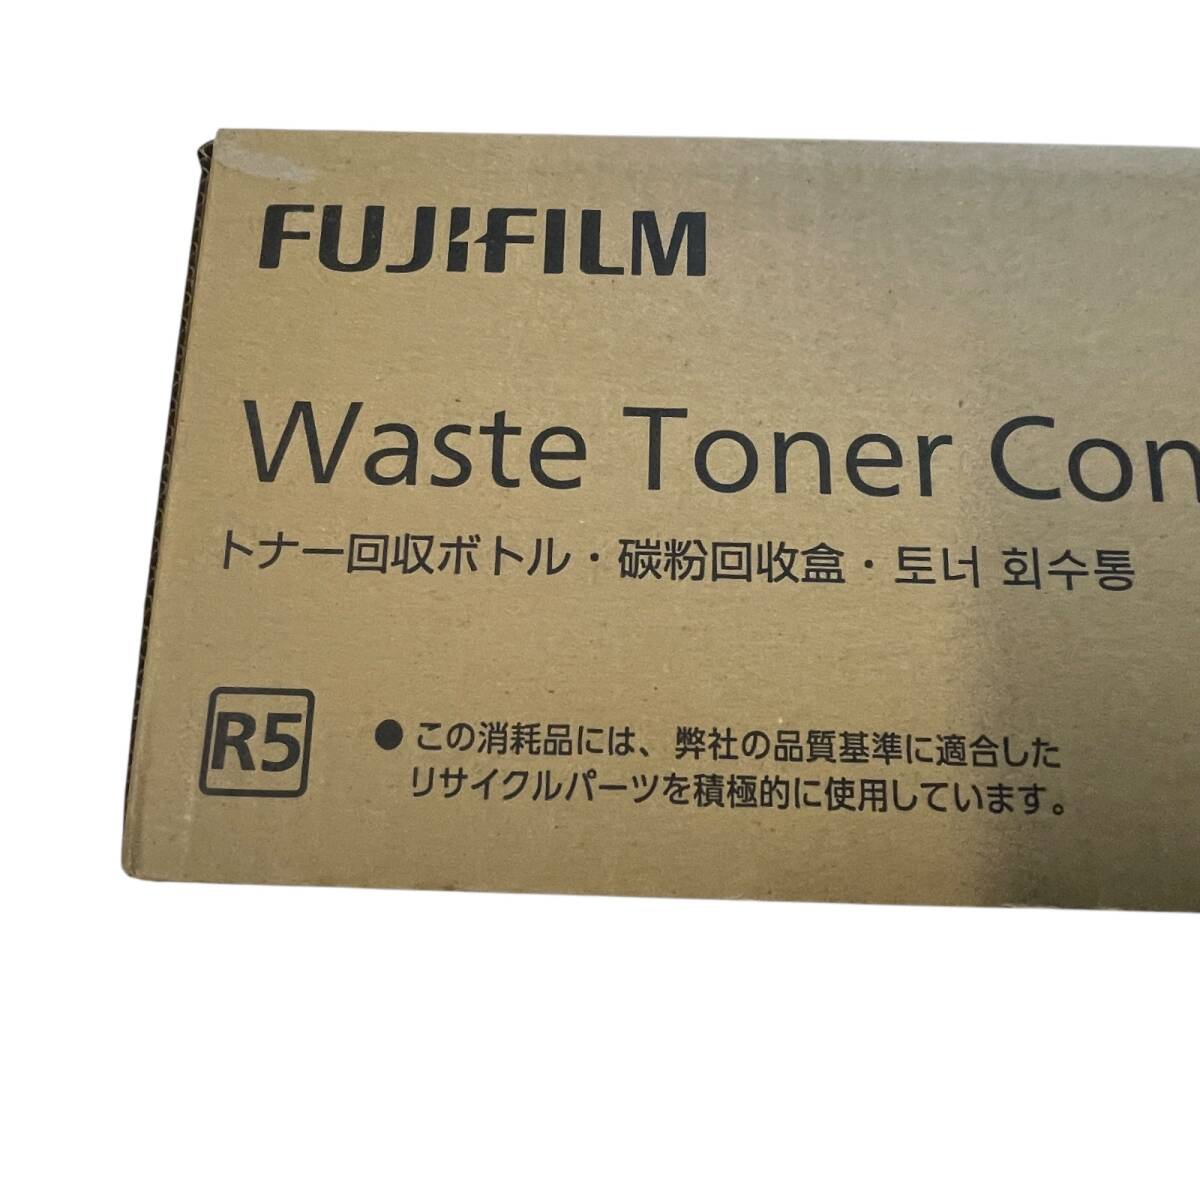 FUJIFILM
Waste Toner Con
トナー回収ボトル・碳粉回收盒・토너 회수통
R5
● この消耗品には、弊社の品質基準に適合した
リサイクルパーツを積極的に使用しています。